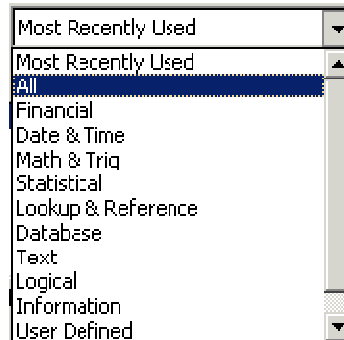 Most Recently Used
Most Recently Used
All
Financial
Date & Time
Math & Trig
Statistical
Lookup & Reference
Database
Text
Logical
Information
User Defined